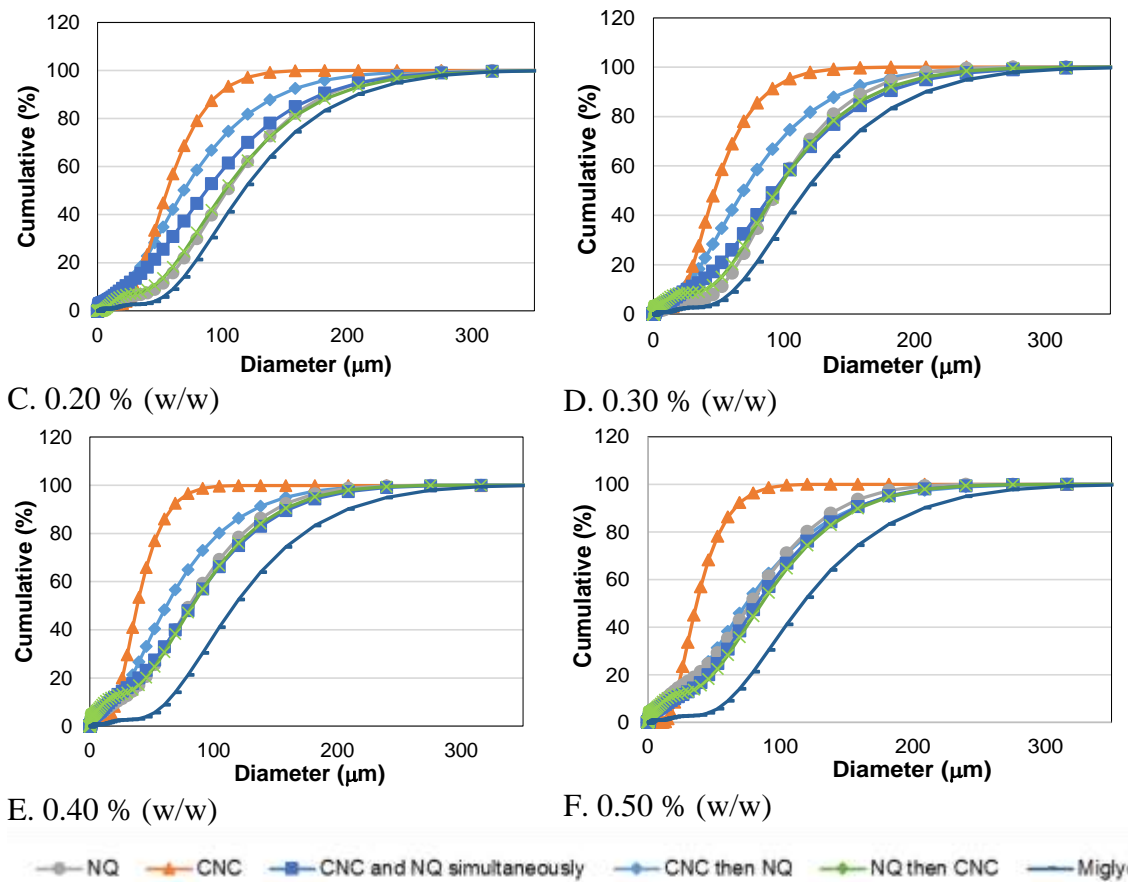 120
100
80
60
40
20
0
Cumulative (%)
0 100 200 300
Diameter (μm)
C. 0.20 % (w/w)
120
100
80
60
40
20
0
Cumulative (%)
0 100 200 300
Diameter (μm)
D. 0.30 % (w/w)
120
100
80
60
40
20
0
Cumulative (%)
0 100 200 300
Diameter (μm)
E. 0.40 % (w/w)
120
100
80
60
40
20
0
Cumulative (%)
0 100 200 300
Diameter (μm)
F. 0.50 % (w/w)
NQ CNC CNC and NQ simultaneously CNC then NQ NQ then CNC